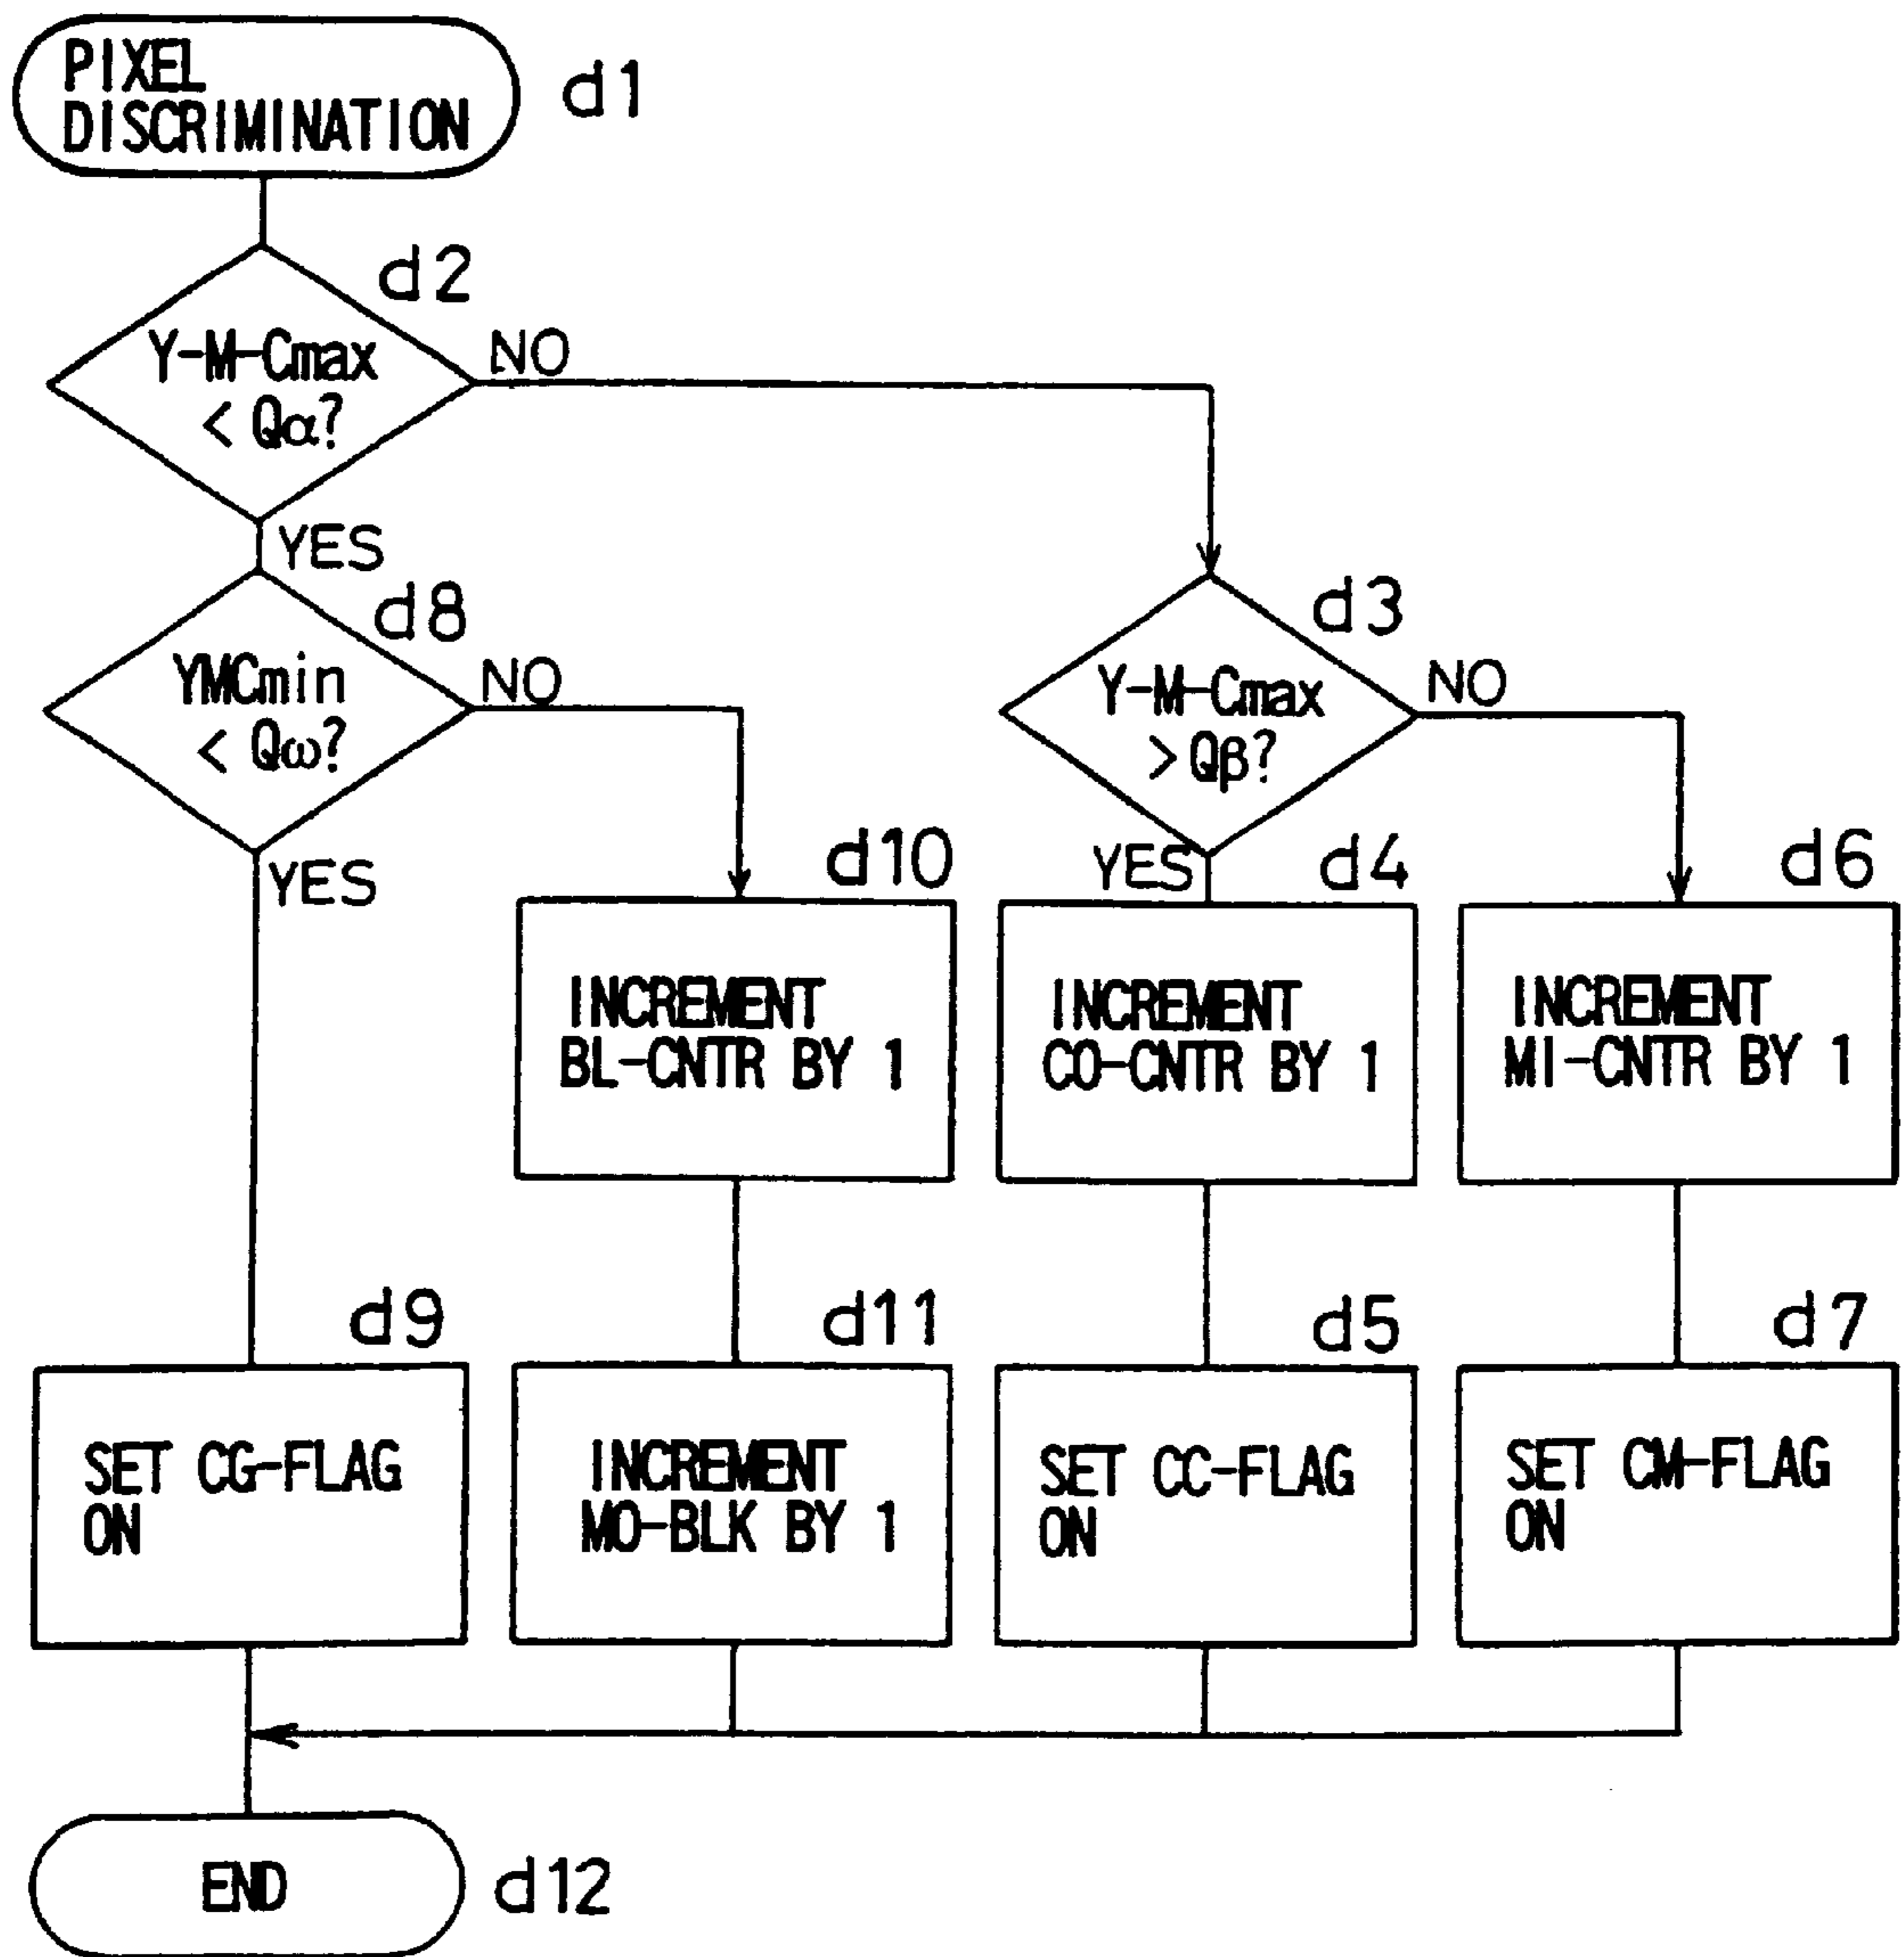 PIXEL
DISCRIMINATION
d1
d2
Y-M-Cmax
< Qα?
NO
YES
d8
YMCmin
< Qω?
NO
YES
d3
Y-M-Cmax
> Qβ?
NO
YES
d10
INCREMENT
BL-CNTR BY 1
d4
INCREMENT
CO-CNTR BY 1
d6
INCREMENT
MI-CNTR BY 1
d9
SET CG-FLAG
ON
d11
INCREMENT
MO-BLK BY 1
d5
SET CC-FLAG
ON
d7
SET CM-FLAG
ON
END
d12